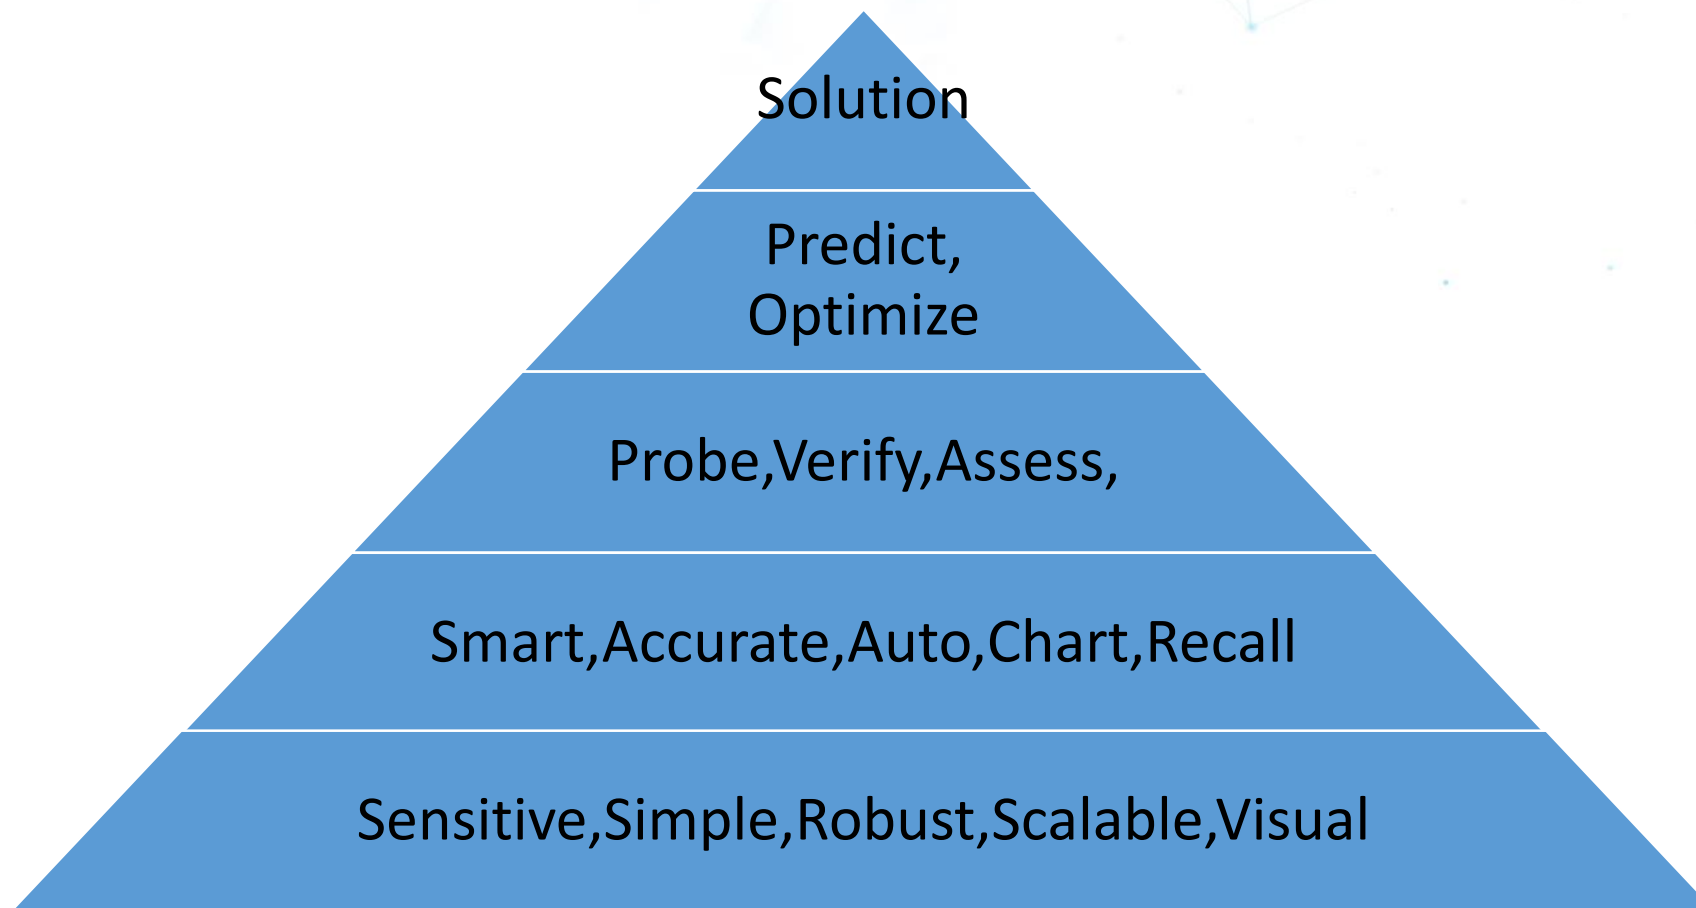 Solution
Predict,
Optimize
Probe,Verify,Assess,
Smart,Accurate,Auto,Chart,Recall
Sensitive,Simple,Robust,Scalable,Visual